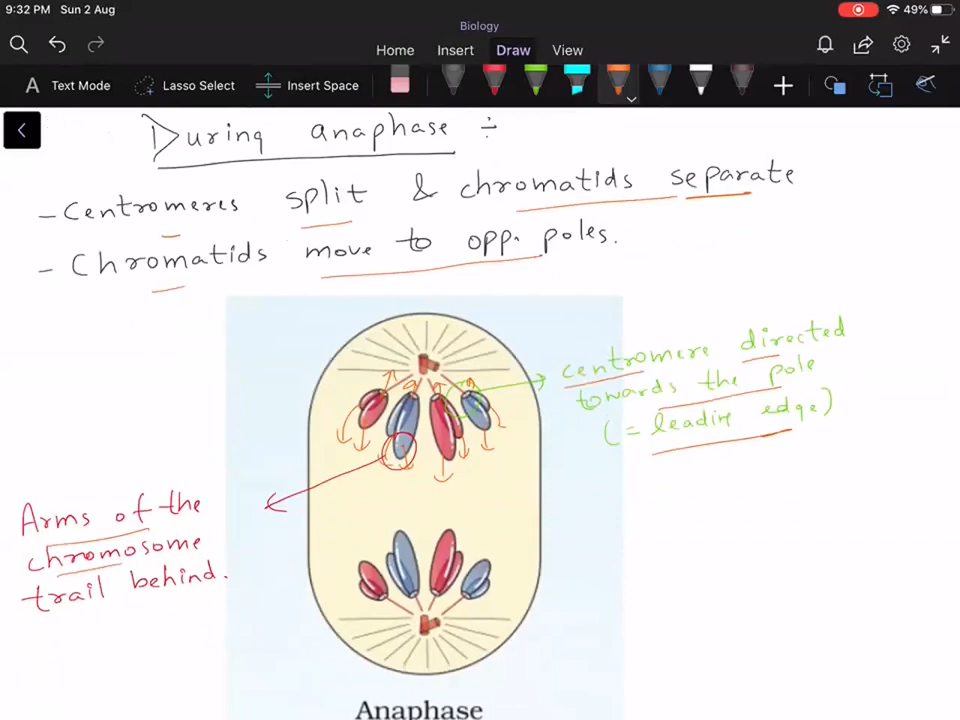 9:32 PM Sun 2 Aug
49%
Biology
Home Insert Draw View
A Text Mode Lasso Select Insert Space
During anaphase ÷
- Centromeres split & chromatids separate
- Chromatids move to opp. poles.
centromere directed
towards the pole
(= leadin edge)
Arms of the
chromosome
trail behind.
Anaphase